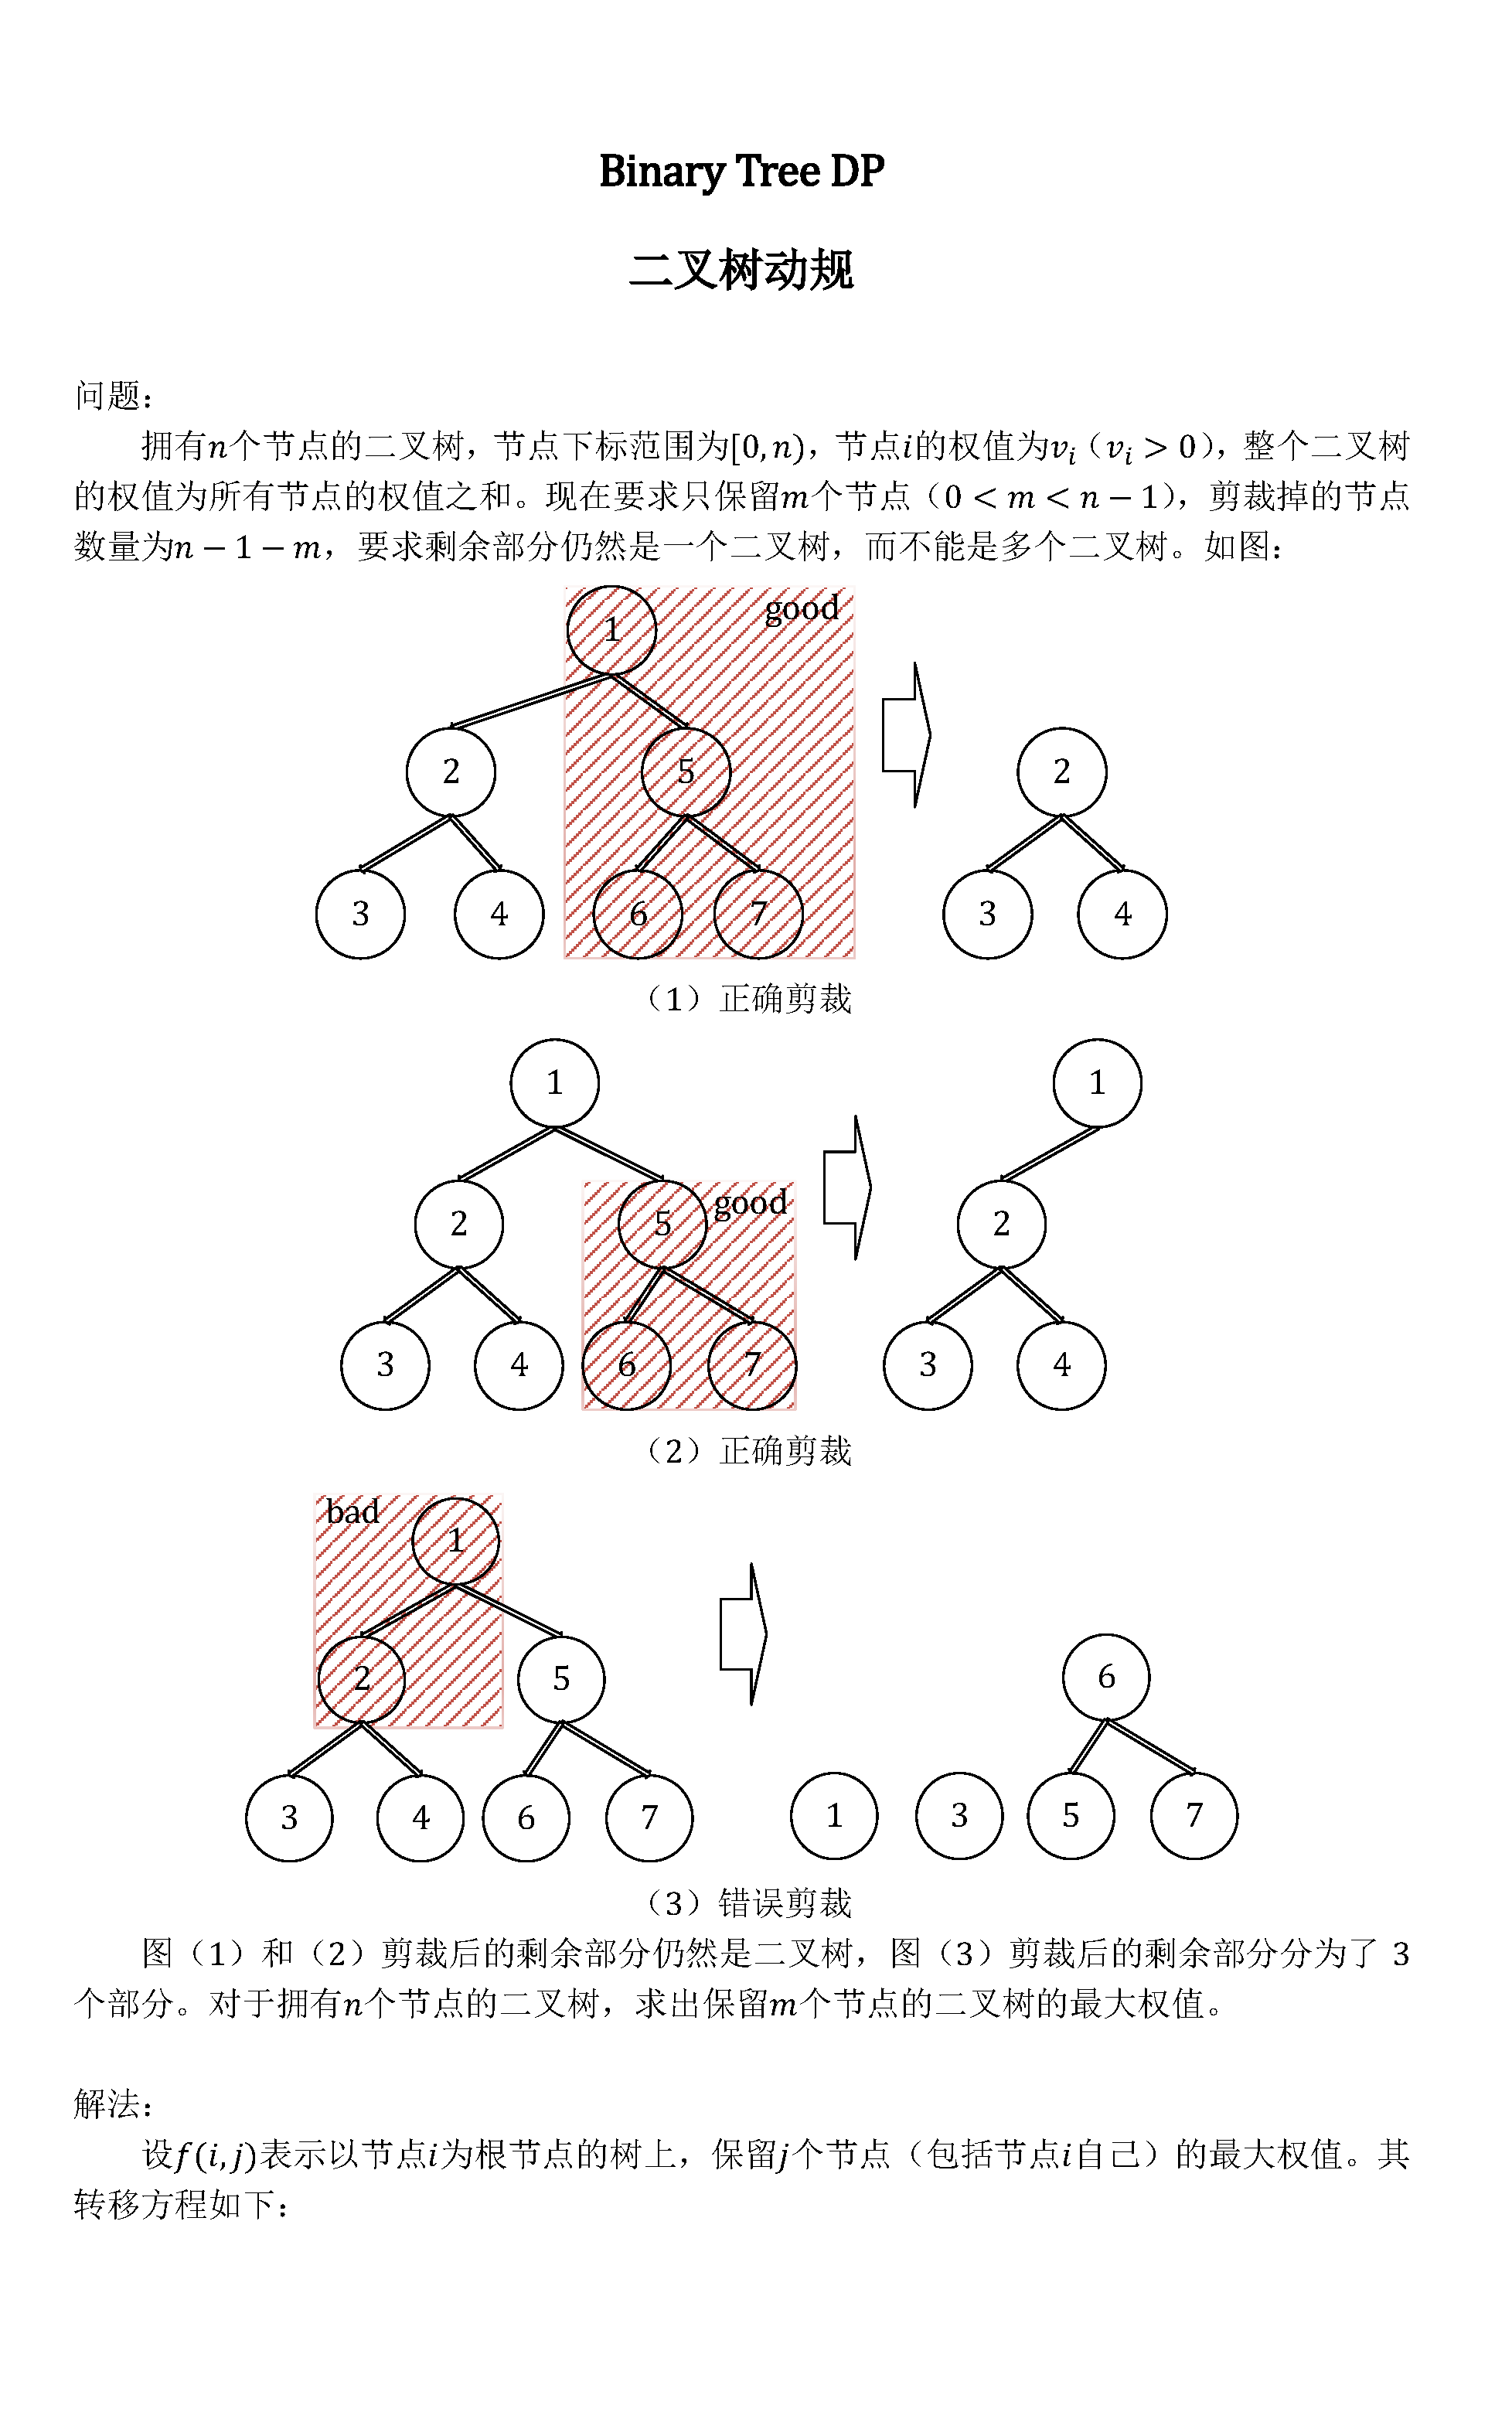 Binary Tree DP
二叉树动规
问题：
拥有n个节点的二叉树，节点下标范围为[0, n)，节点i的权值为v_i（v_i > 0），整个二叉树
的权值为所有节点的权值之和。现在要求只保留m个节点（0 < m < n − 1），剪裁掉的节点
数量为n − 1 − m，要求剩余部分仍然是一个二叉树，而不能是多个二叉树。如图：
1 good
2 5 2
3 4 6 7 3 4
（1）正确剪裁
1 1
2 5 good 2
3 4 6 7 3 4
（2）正确剪裁
bad 1
2 5 6
3 4 6 7 1 3 5 7
（3）错误剪裁
图（1）和（2）剪裁后的剩余部分仍然是二叉树，图（3）剪裁后的剩余部分分为了 3
个部分。对于拥有n个节点的二叉树，求出保留m个节点的二叉树的最大权值。
解法：
设f(i, j)表示以节点i为根节点的树上，保留j个节点（包括节点i自己）的最大权值。其
转移方程如下：